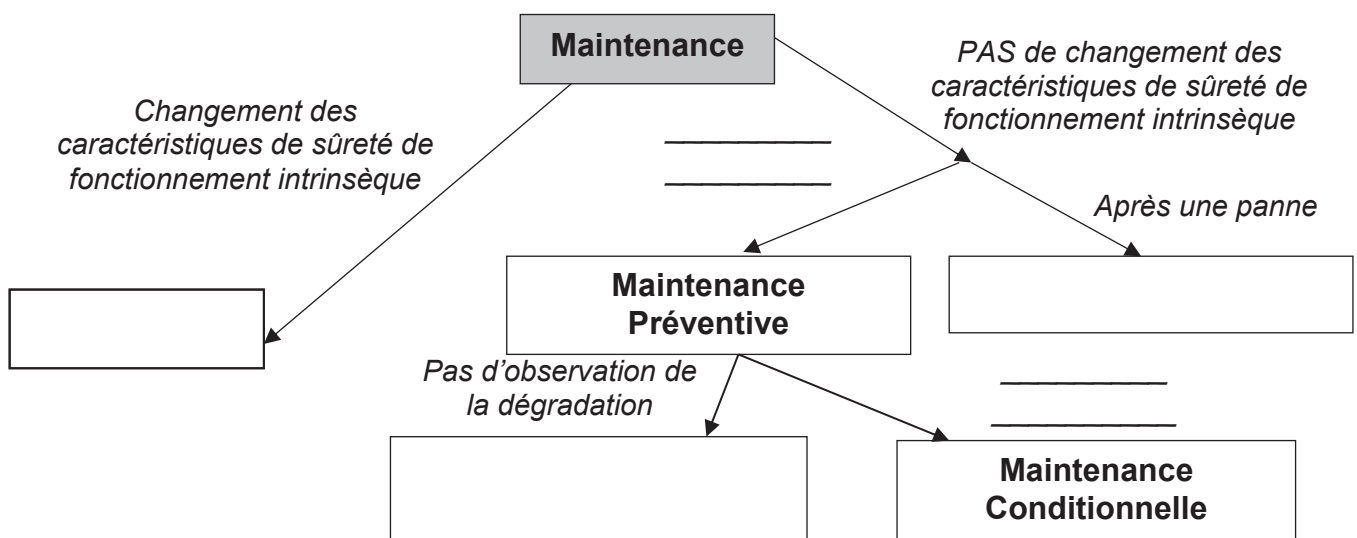 Maintenance
PAS de changement des
caractéristiques de sûreté de
fonctionnement intrinsèque
Changement des
caractéristiques de sûreté de
fonctionnement intrinsèque
Après une panne
Maintenance
Préventive
Pas d'observation de
la dégradation
Maintenance
Conditionnelle